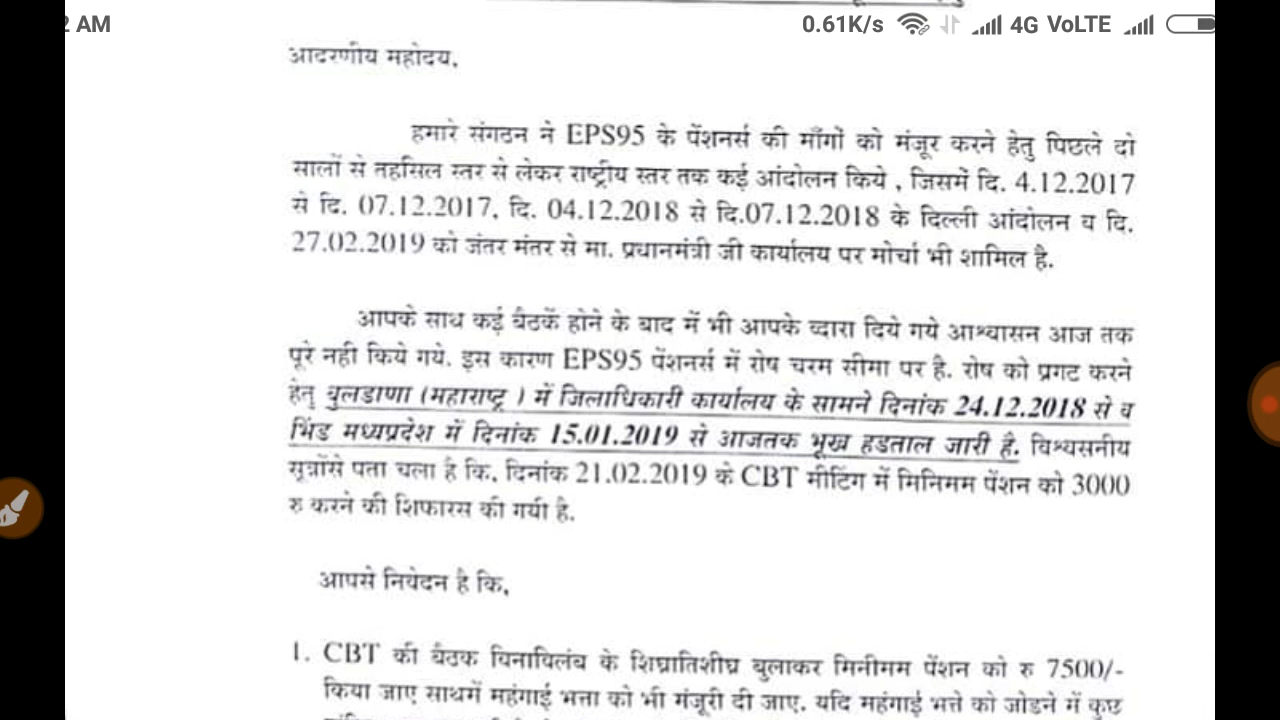 2 AM 0.61K/s 4G VoLTE
आदरणीय महोदय,
हमारे संगठन ने EPS95 के पेंशनर्स की माँगों को मंजूर करने हेतु पिछले दो
सालों से तहसिल स्तर से लेकर राष्ट्रीय स्तर तक कई आंदोलन किये , जिसमें दि. 4.12.2017
से दि. 07.12.2017, दि. 04.12.2018 से दि.07.12.2018 के दिल्ली आंदोलन व दि.
27.02.2019 को जंतर मंतर से मा. प्रधानमंत्री जी कार्यालय पर मोर्चा भी शामिल है.
आपके साथ कई बैठकें होने के बाद में भी आपके व्दारा दिये गये आश्वासन आज तक
पूरे नही किये गये. इस कारण EPS95 पेंशनर्स में रोष चरम सीमा पर है. रोष को प्रगट करने
हेतु बुलडाणा (महाराष्ट्र ) में जिलाधिकारी कार्यालय के सामने दिनांक 24.12.2018 से व
भिंड मध्यप्रदेश में दिनांक 15.01.2019 से आजतक भूख हडताल जारी है. विश्वसनीय
सूत्रोंसे पता चला है कि, दिनांक 21.02.2019 के CBT मीटिंग में मिनिमम पेंशन को 3000
रु करने की शिफारस की गयी है.
आपसे निवेदन है कि,
1. CBT की बैठक विनाविलंब के शिघ्रातिशीघ्र बुलाकर मिनीमम पेंशन को रु 7500/-
किया जाए साथमें महंगाई भत्ता को भी मंजूरी दी जाए. यदि महंगाई भत्ते को जोडने में कुछ